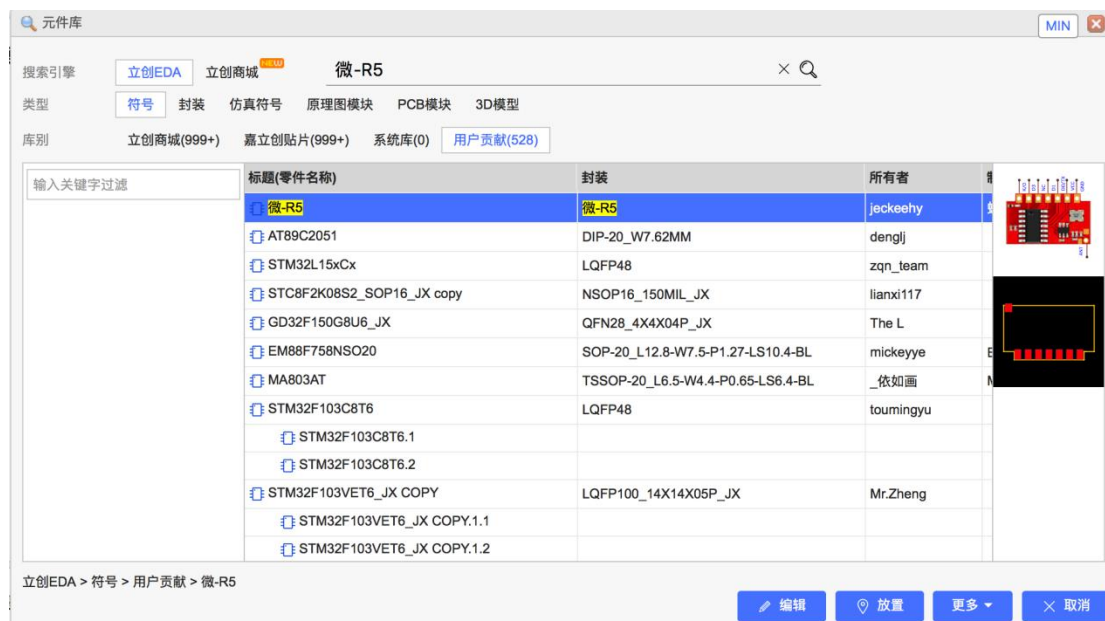 元件库 MIN
搜索引擎 立创EDA 立创商城 NEW 微-R5
类型 符号 封装 仿真符号 原理图模块 PCB模块 3D模型
库别 立创商城(999+) 嘉立创贴片(999+) 系统库(0) 用户贡献(528)
输入关键字过滤
标题(零件名称) 封装 所有者
微-R5 微-R5 jeckeehy
AT89C2051 DIP-20_W7.62MM denglj
STM32L15xCx LQFP48 zqn_team
STC8F2K08S2_SOP16_JX copy NSOP16_150MIL_JX lianxi117
GD32F150G8U6_JX QFN28_4X4X04P_JX The L
EM88F758NSO20 SOP-20_L12.8-W7.5-P1.27-LS10.4-BL mickeyye
MA803AT TSSOP-20_L6.5-W4.4-P0.65-LS6.4-BL _依如画
STM32F103C8T6 LQFP48 toumingyu
STM32F103C8T6.1
STM32F103C8T6.2
STM32F103VET6_JX COPY LQFP100_14X14X05P_JX Mr.Zheng
STM32F103VET6_JX COPY.1.1
STM32F103VET6_JX COPY.1.2
立创EDA > 符号 > 用户贡献 > 微-R5
编辑 放置 更多 取消